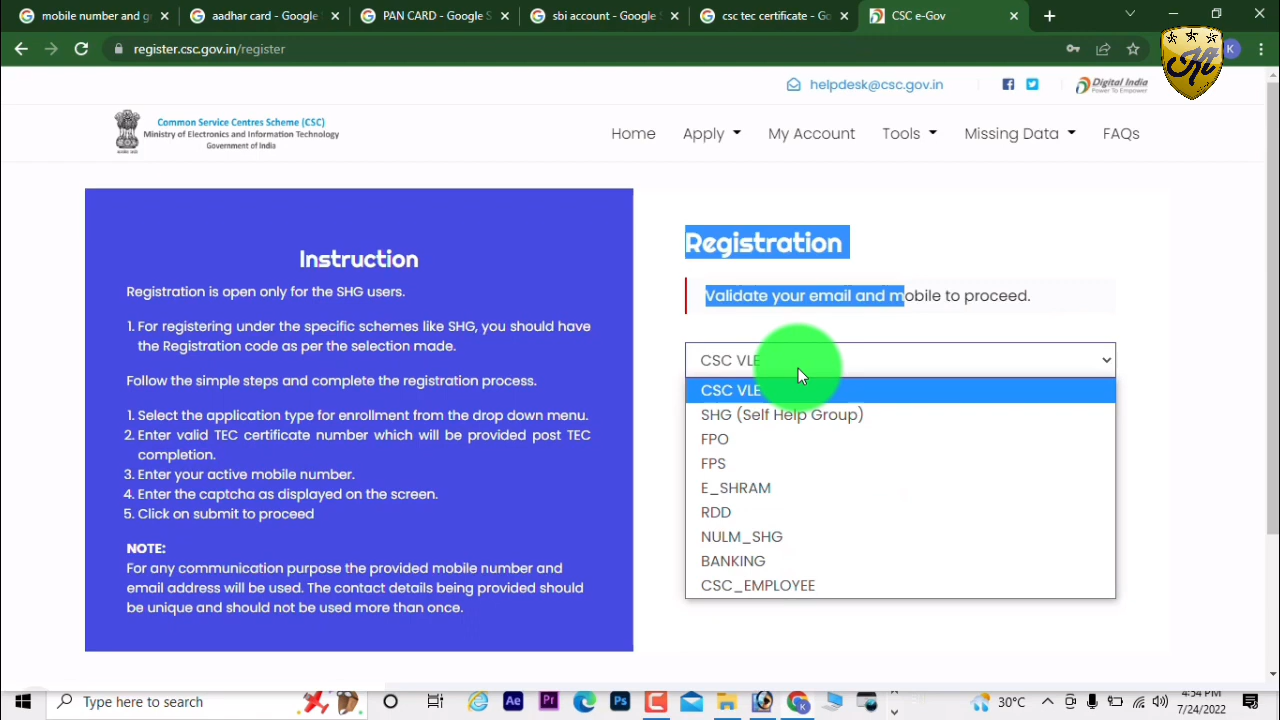 mobile number and g
aadhar card - Google S
PAN CARD - Google S
sbi account - Google S
csc tec certificate - Go
CSC e-Gov
register.csc.gov.in/register
K
helpdesk@csc.gov.in
Digital India
Power To Empower
Common Service Centres Scheme (CSC)
Ministry of Electronics and Information Technology
Government of India
Home Apply My Account Tools Missing Data FAQs
Instruction
Registration is open only for the SHG users.
1. For registering under the specific schemes like SHG, you should have
the Registration code as per the selection made.
Follow the simple steps and complete the registration process.
1. Select the application type for enrollment from the drop down menu.
2. Enter valid TEC certificate number which will be provided post TEC
completion.
3. Enter your active mobile number.
4. Enter the captcha as displayed on the screen.
5. Click on submit to proceed
NOTE:
For any communication purpose the provided mobile number and
email address will be used. The contact details being provided should
be unique and should not be used more than once.
Registration
Validate your email and mobile to proceed.
CSC VLE
CSC VLE
SHG (Self Help Group)
FPO
FPS
E_SHRAM
RDD
NULM_SHG
BANKING
CSC_EMPLOYEE
Type here to search
Ae
Pr
Ps
K
30°C
4:54 PM
7/24/2022